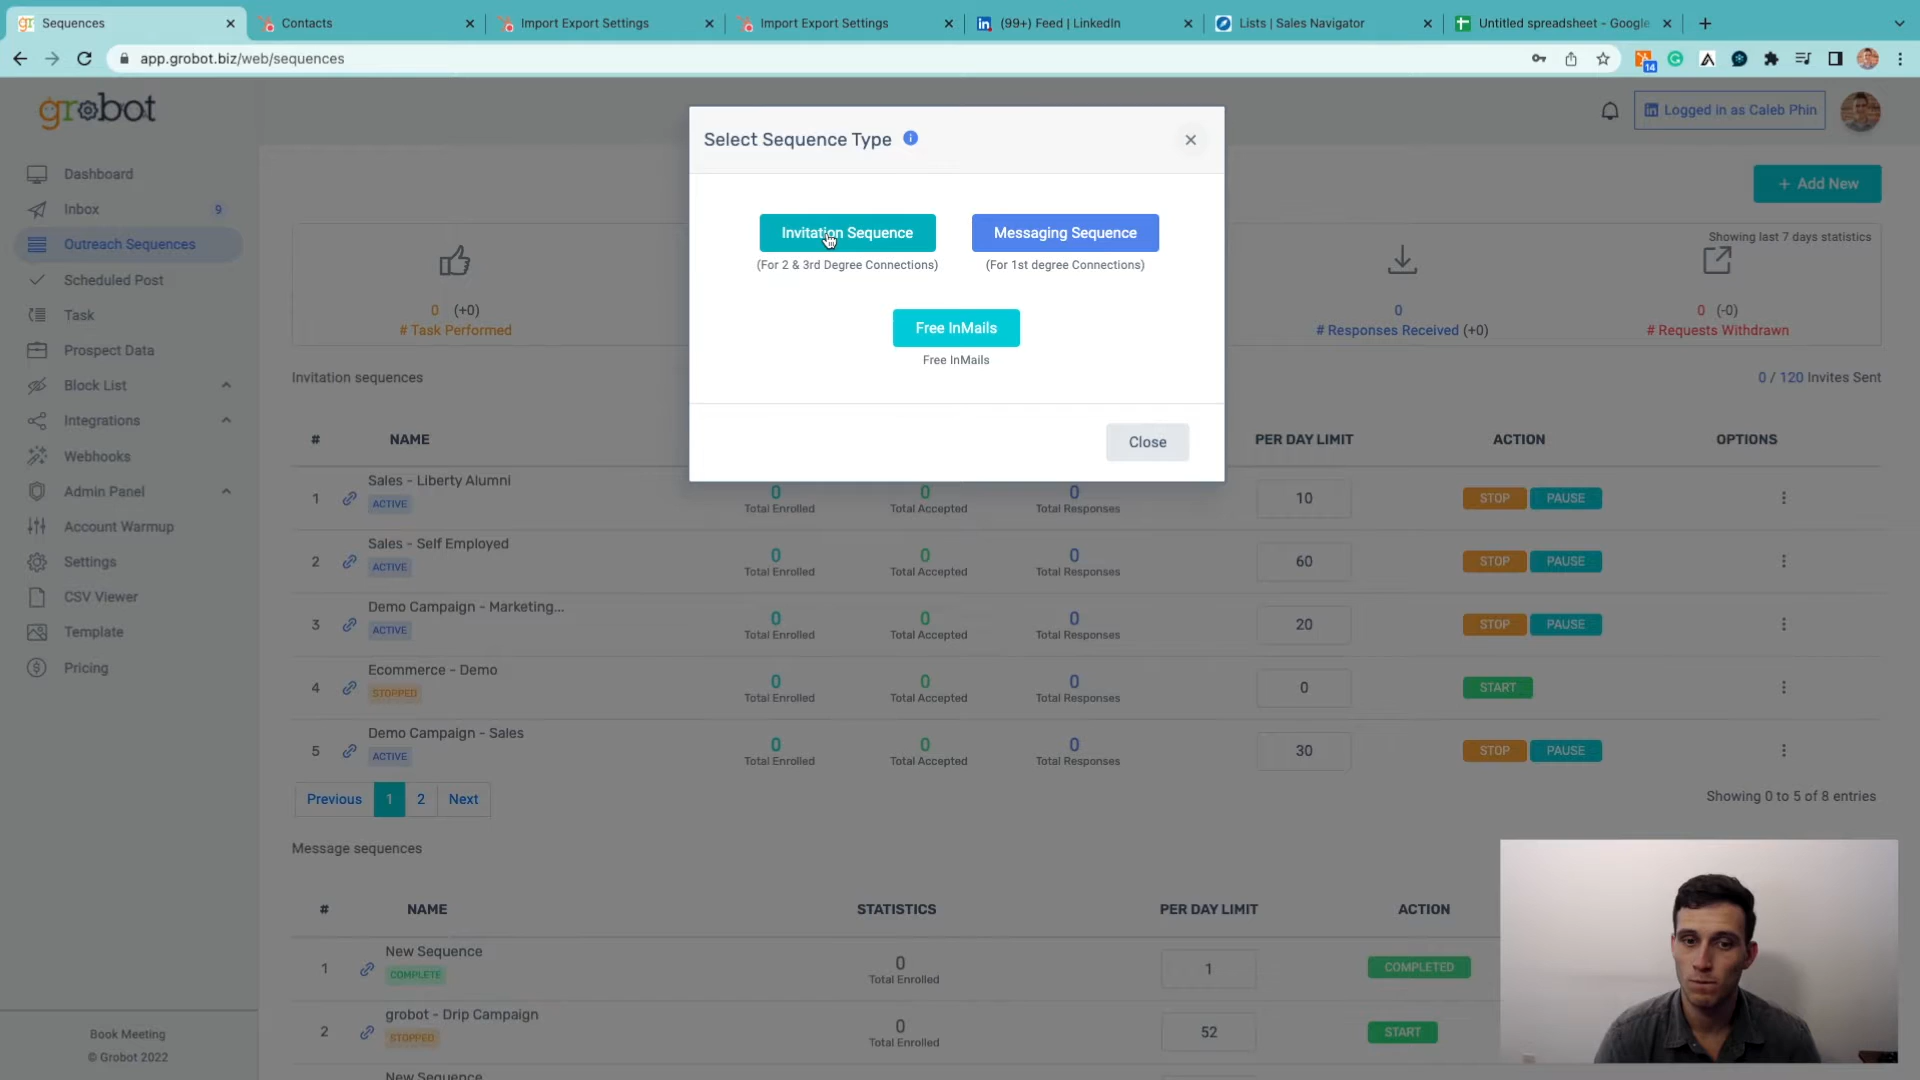 Sequences
Contacts
Import Export Settings
Import Export Settings
(99+) Feed | LinkedIn
Lists | Sales Navigator
Untitled spreadsheet - Google
app.grobot.biz/web/sequences
14
grobot
Logged in as Caleb Phin
Dashboard
Inbox 9
Outreach Sequences
Scheduled Post
Task
Prospect Data
Block List
Integrations
Webhooks
Admin Panel
Account Warmup
Settings
CSV Viewer
Template
Pricing
Book Meeting
© Grobot 2022
Select Sequence Type
Invitation Sequence
(For 2 & 3rd Degree Connections)
Messaging Sequence
(For 1st degree Connections)
Free InMails
Free InMails
Close
+ Add New
Showing last 7 days statistics
0 (+0)
# Task Performed
0
# Responses Received (+0)
0 (-0)
# Requests Withdrawn
Invitation sequences
0 / 120 Invites Sent
# NAME PER DAY LIMIT ACTION OPTIONS
1 Sales - Liberty Alumni
ACTIVE
0 Total Enrolled
0 Total Accepted
0 Total Responses
10 STOP PAUSE
2 Sales - Self Employed
ACTIVE
0 Total Enrolled
0 Total Accepted
0 Total Responses
60 STOP PAUSE
3 Demo Campaign - Marketing...
ACTIVE
0 Total Enrolled
0 Total Accepted
0 Total Responses
20 STOP PAUSE
4 Ecommerce - Demo
STOPPED
0 Total Enrolled
0 Total Accepted
0 Total Responses
0 START
5 Demo Campaign - Sales
ACTIVE
0 Total Enrolled
0 Total Accepted
0 Total Responses
30 STOP PAUSE
Previous 1 2 Next
Showing 0 to 5 of 8 entries
Message sequences
# NAME STATISTICS PER DAY LIMIT ACTION
1 New Sequence
COMPLETE
0 Total Enrolled
1 COMPLETED
2 grobot - Drip Campaign
STOPPED
0 Total Enrolled
52 START
New Sequence